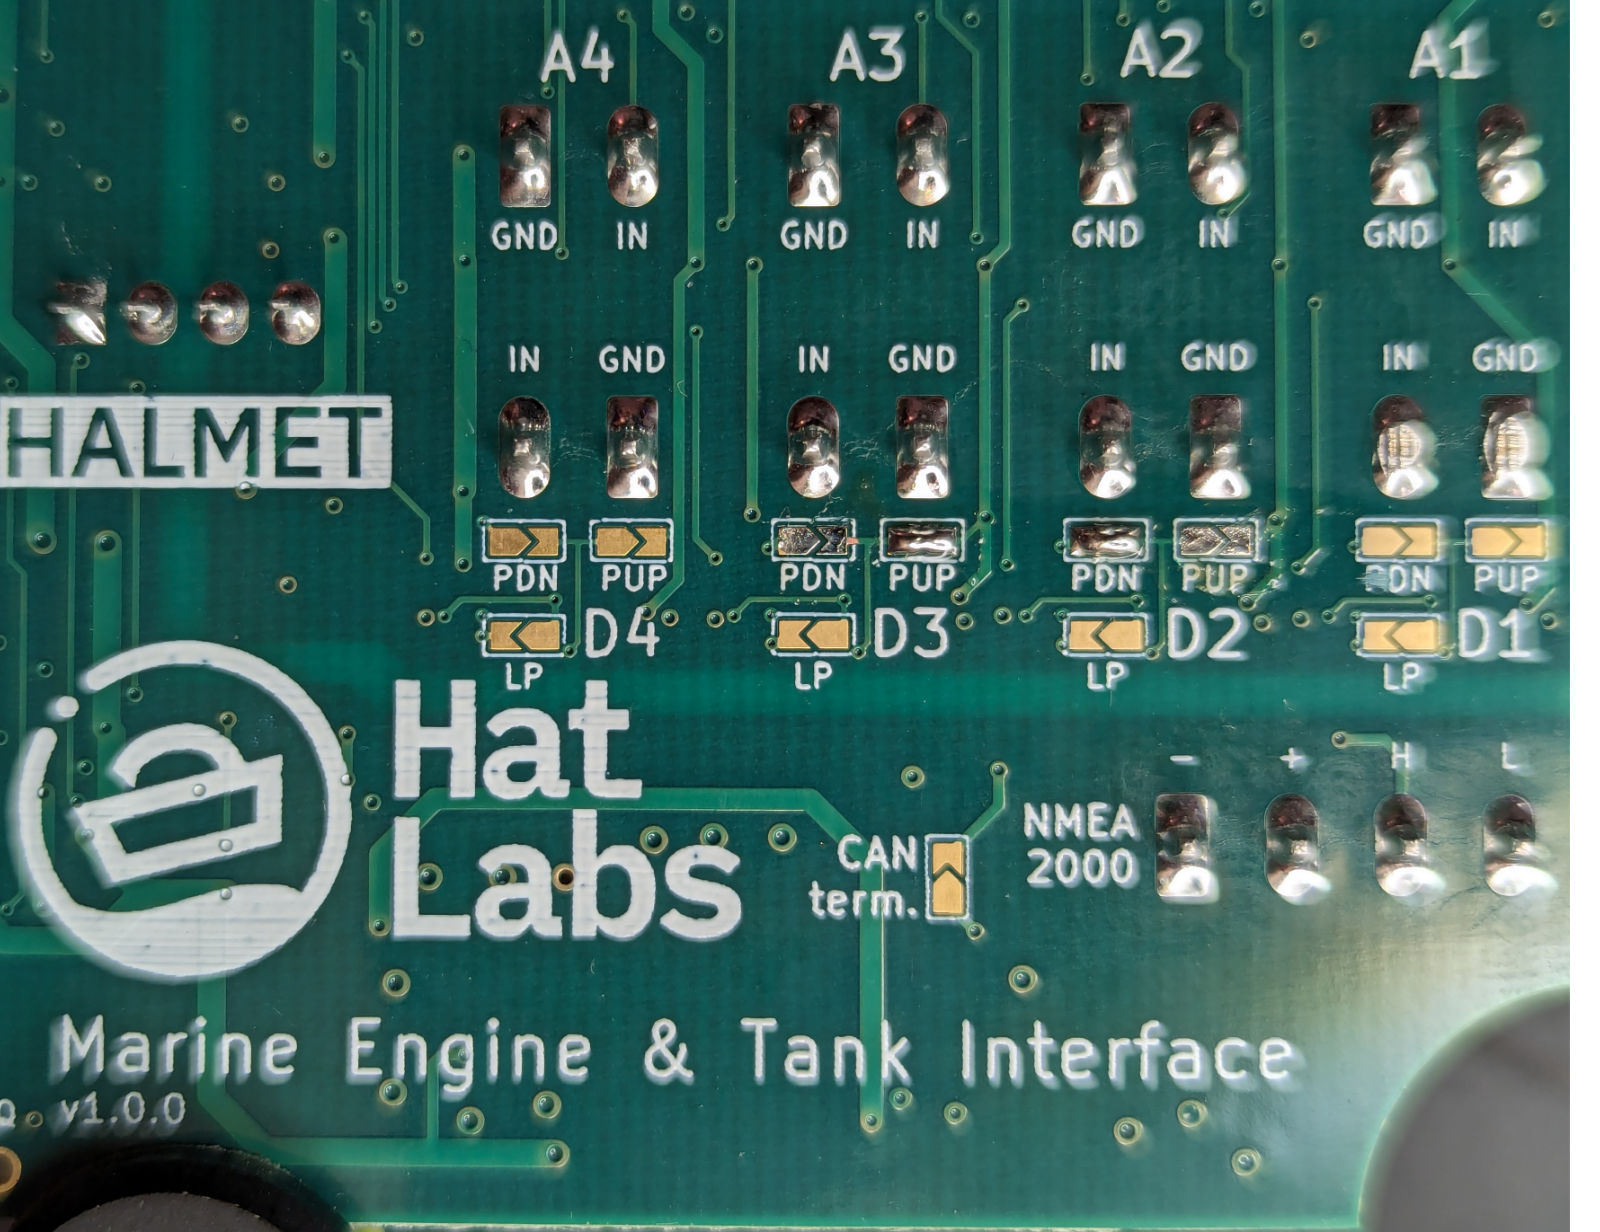 A4 A3 A2 A1
GND IN GND IN GND IN GND IN
IN GND IN GND IN GND IN GND
HALMET
PDN PUP PDN PUP PDN PUP PDN PUP
D4 D3 D2 D1
LP LP LP LP
Hat
Labs
- + H L
NMEA
2000
CAN
term.
Marine Engine & Tank Interface
v1.0.0